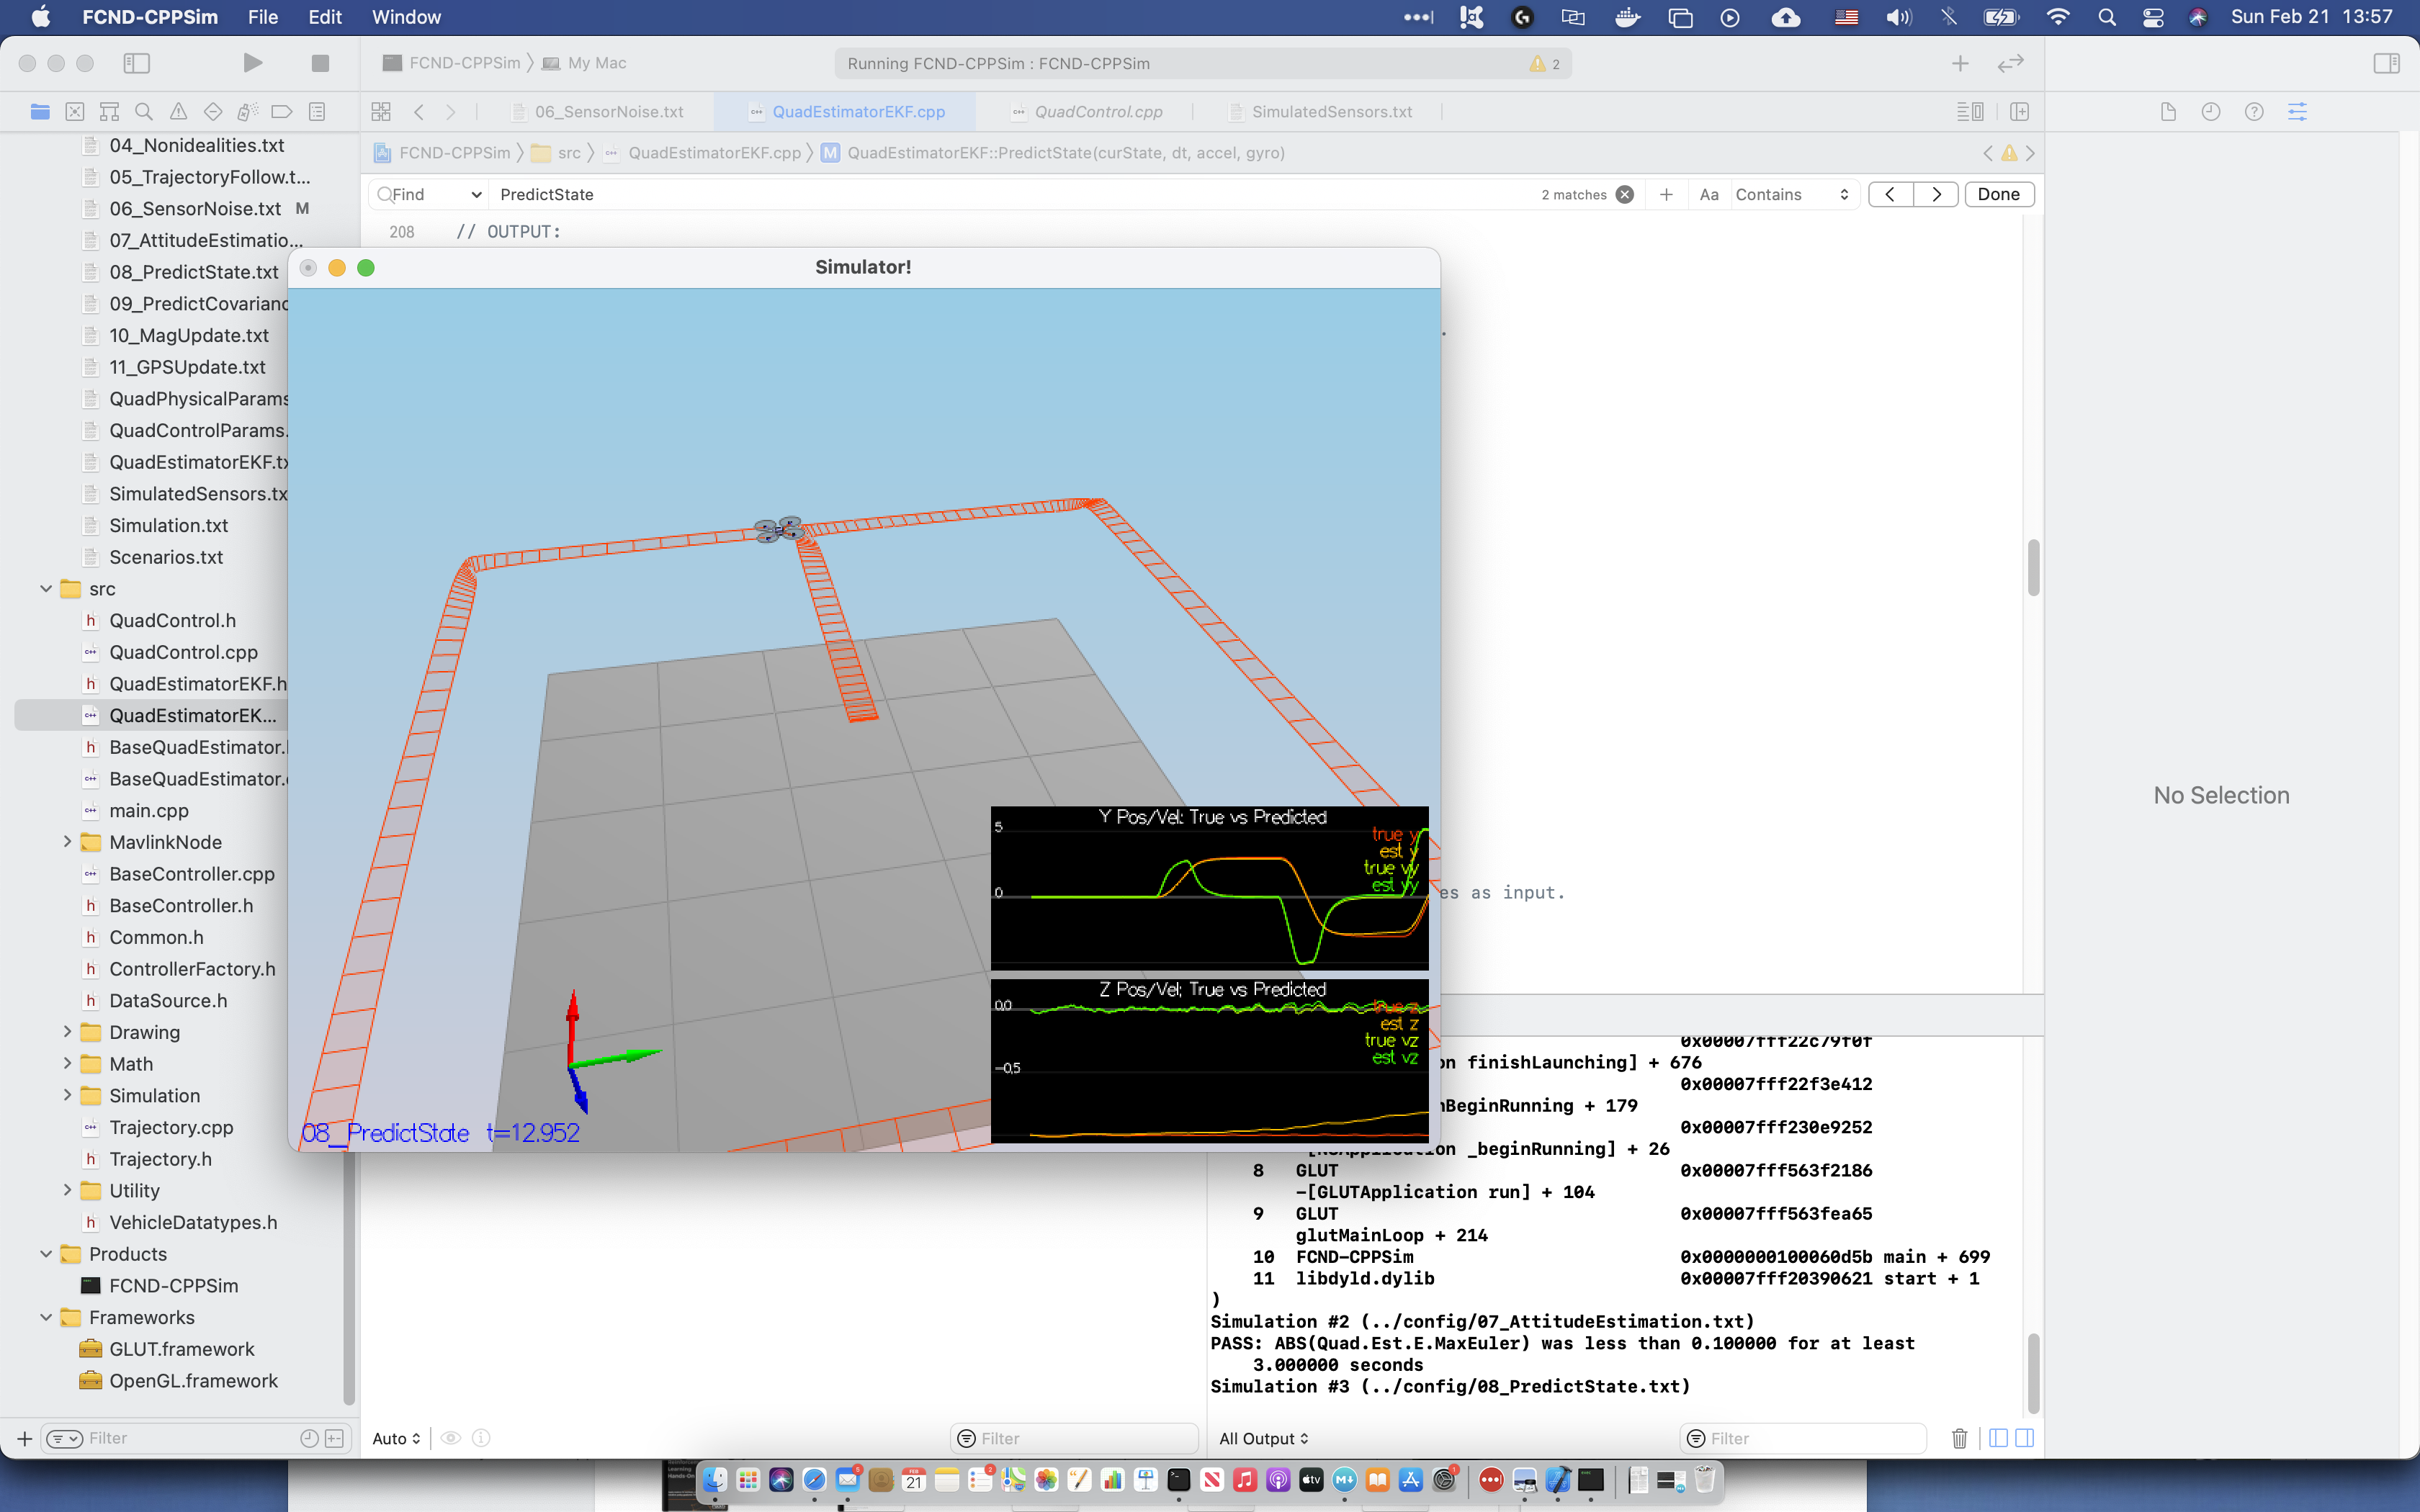 FCND-CPPSim File Edit Window Sun Feb 21 13:57
FCND-CPPSim My Mac
Running FCND-CPPSim : FCND-CPPSim 2
06_SensorNoise.txt QuadEstimatorEKF.cpp QuadControl.cpp SimulatedSensors.txt
FCND-CPPSim src QuadEstimatorEKF.cpp M QuadEstimatorEKF::PredictState(curState, dt, accel, gyro)
Find PredictState 2 matches Aa Contains Done
208 // OUTPUT:
04_Nonidealities.txt
05_TrajectoryFollow.t...
06_SensorNoise.txt M
07_AttitudeEstimatio...
08_PredictState.txt
09_PredictCovarianc
10_MagUpdate.txt
11_GPSUpdate.txt
QuadPhysicalParams
QuadControlParams.
QuadEstimatorEKF.tx
SimulatedSensors.tx
Simulation.txt
Scenarios.txt
src
QuadControl.h
QuadControl.cpp
QuadEstimatorEKF.h
QuadEstimatorEK...
BaseQuadEstimator.
BaseQuadEstimator.
main.cpp
MavlinkNode
BaseController.cpp
BaseController.h
Common.h
ControllerFactory.h
DataSource.h
Drawing
Math
Simulation
Trajectory.cpp
Trajectory.h
Utility
VehicleDatatypes.h
Products
FCND-CPPSim
Frameworks
GLUT.framework
OpenGL.framework
Filter
Simulator!
Y Pos/Vel: True vs Predicted
5
0
true y
est y
true vy
est vy
Z Pos/Vel; True vs Predicted
0.0
-0.5
true z
est z
true vz
est vz
08_PredictState t=12.952
es as input.
No Selection
0x00007fff22c79f0f
on finishLaunching] + 676
0x00007fff22f3e412
nBeginRunning + 179
0x00007fff230e9252
-[NSApplication _beginRunning] + 26
8 GLUT 0x00007fff563f2186
-[GLUTApplication run] + 104
9 GLUT 0x00007fff563fea65
glutMainLoop + 214
10 FCND-CPPSim 0x0000000100060d5b main + 699
11 libdyld.dylib 0x00007fff20390621 start + 1
)
Simulation #2 (../config/07_AttitudeEstimation.txt)
PASS: ABS(Quad.Est.E.MaxEuler) was less than 0.100000 for at least
3.000000 seconds
Simulation #3 (../config/08_PredictState.txt)
Auto Filter All Output Filter